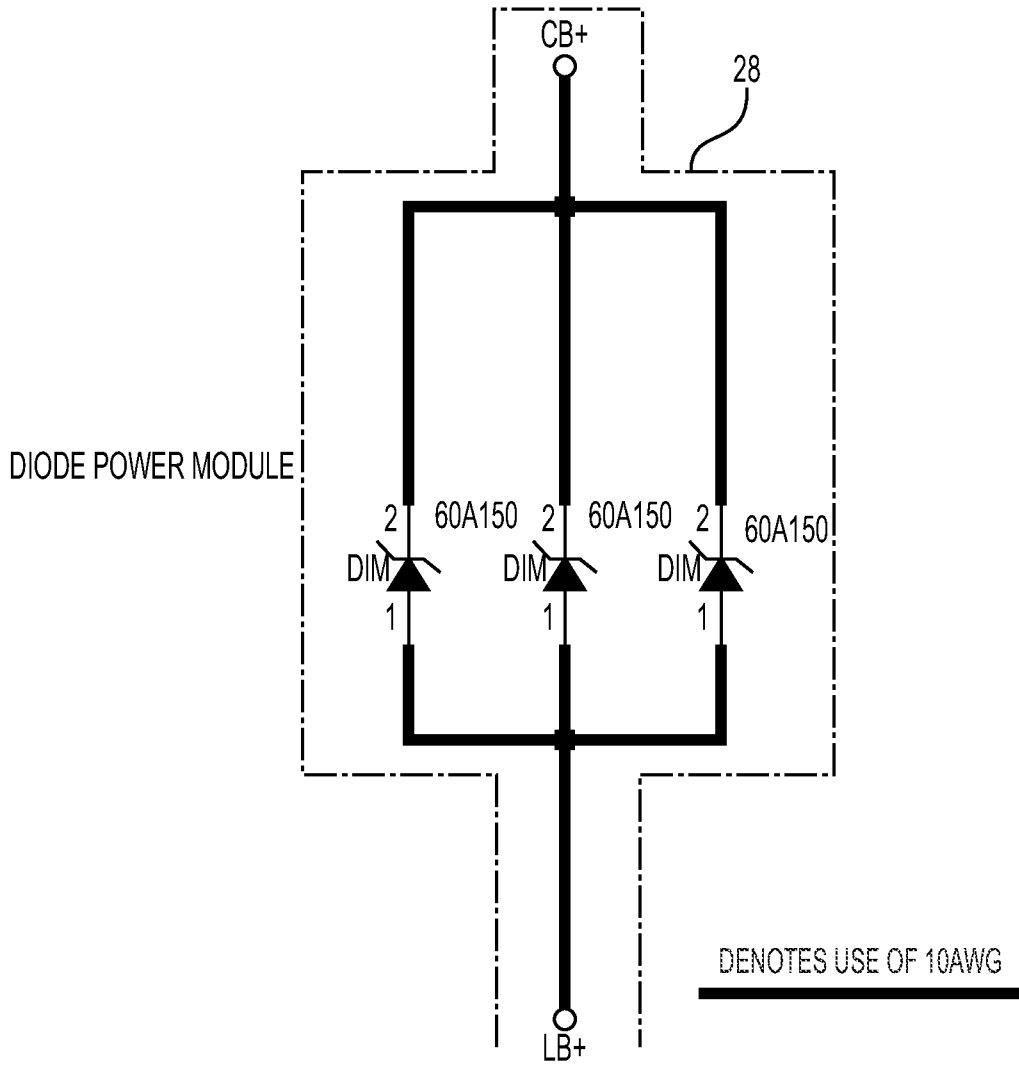 CB+
28
DIODE POWER MODULE
2 60A150 2 60A150 2 60A150
DIM DIM DIM
1 1 1
DENOTES USE OF 10AWG
LB+